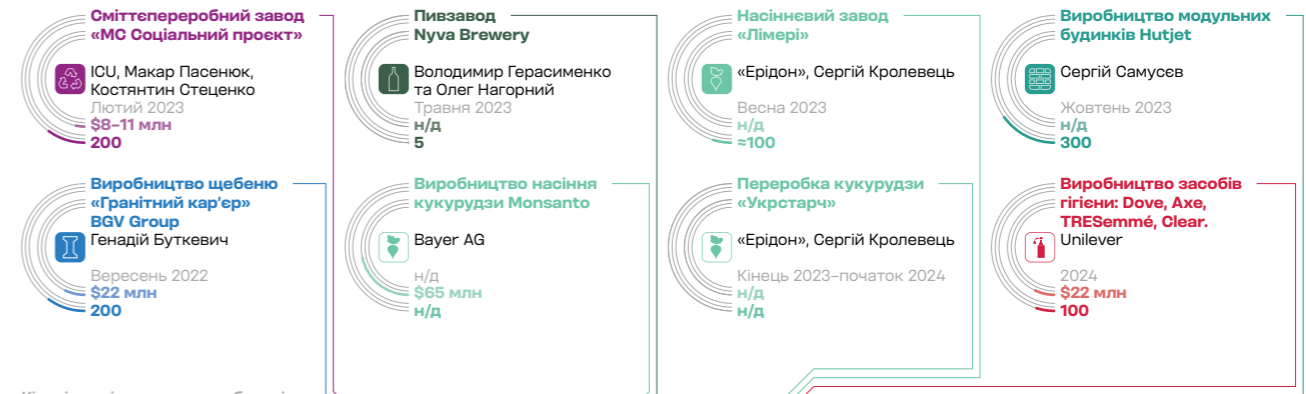 Сміттєпереробний завод
«МС Соціальний проєкт»
ICU, Макар Пасенюк,
Костянтин Стеценко
Лютий 2023
$8–11 млн
200
Пивзавод
Nyva Brewery
Володимир Герасименко
та Олег Нагорний
Травня 2023
н/д
5
Насіннєвий завод
«Лімері»
«Ерідон», Сергій Кролевець
Весна 2023
н/д
≈100
Виробництво модульних
будинків Hutjet
Сергій Самусєв
Жовтень 2023
н/д
300
Виробництво щебеню
«Гранітний кар’єр»
BGV Group
Генадій Буткевич
Вересень 2022
$22 млн
200
Виробництво насіння
кукурудзи Monsanto
Bayer AG
н/д
$65 млн
н/д
Переробка кукурудзи
«Укрстарч»
«Ерідон», Сергій Кролевець
Кінець 2023–початок 2024
н/д
н/д
Виробництво засобів
гігієни: Dove, Axe,
TRESemmé, Clear.
Unilever
2024
$22 млн
100